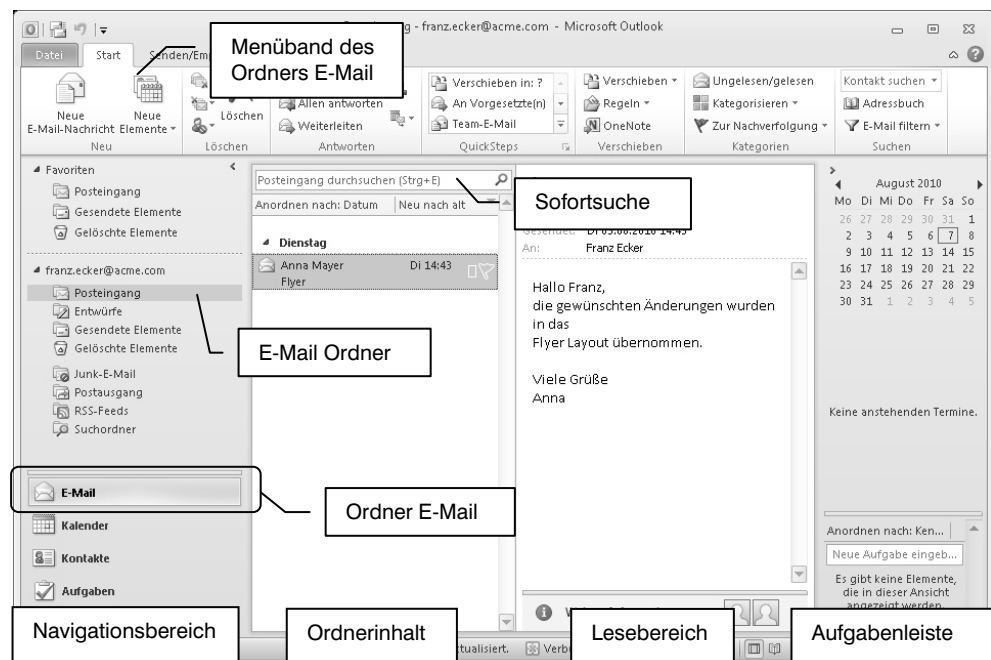 franz.ecker@acme.com - Microsoft Outlook
Datei Start Senden/Em
Menüband des
Ordners E-Mail
Neue
E-Mail-Nachricht
Neue
Elemente
Neu
Löschen
Löschen
Allen antworten
Weiterleiten
Antworten
Verschieben in: ?
An Vorgesetzte(n)
Team-E-Mail
QuickSteps
Verschieben
Regeln
OneNote
Verschieben
Ungelesen/gelesen
Kategorisieren
Zur Nachverfolgung
Kategorien
Kontakt suchen
Adressbuch
E-Mail filtern
Suchen
Favoriten
Posteingang
Gesendete Elemente
Gelöschte Elemente
franz.ecker@acme.com
Posteingang
Entwürfe
Gesendete Elemente
Gelöschte Elemente
Junk-E-Mail
Postausgang
RSS-Feeds
Suchordner
E-Mail
Kalender
Kontakte
Aufgaben
Navigationsbereich
Posteingang durchsuchen (Strg+E)
Anordnen nach: Datum Neu nach alt
Dienstag
Anna Mayer Di 14:43
Flyer
E-Mail Ordner
Ordner E-Mail
Ordnerinhalt
Sofortsuche
An: Franz Ecker
Hallo Franz,
die gewünschten Änderungen wurden
in das
Flyer Layout übernommen.
Viele Grüße
Anna
Lesebereich
August 2010
Mo Di Mi Do Fr Sa So
26 27 28 29 30 31 1
2 3 4 5 6 7 8
9 10 11 12 13 14 15
16 17 18 19 20 21 22
23 24 25 26 27 28 29
30 31 1 2 3 4 5
Keine anstehenden Termine.
Anordnen nach: Ken...
Neue Aufgabe eingeb...
Es gibt keine Elemente,
die in dieser Ansicht
angezeigt werden.
Aufgabenleiste